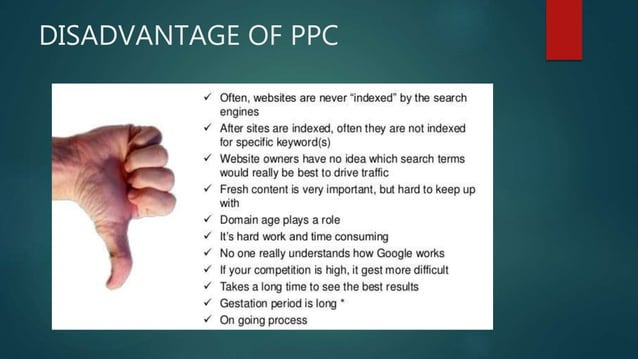 DISADVANTAGE OF PPC
✓ Often, websites are never “indexed” by the search
engines
✓ After sites are indexed, often they are not indexed
for specific keyword(s)
✓ Website owners have no idea which search terms
would really be best to drive traffic
✓ Fresh content is very important, but hard to keep up
with
✓ Domain age plays a role
✓ It’s hard work and time consuming
✓ No one really understands how Google works
✓ If your competition is high, it gest more difficult
✓ Takes a long time to see the best results
✓ Gestation period is long *
✓ On going process